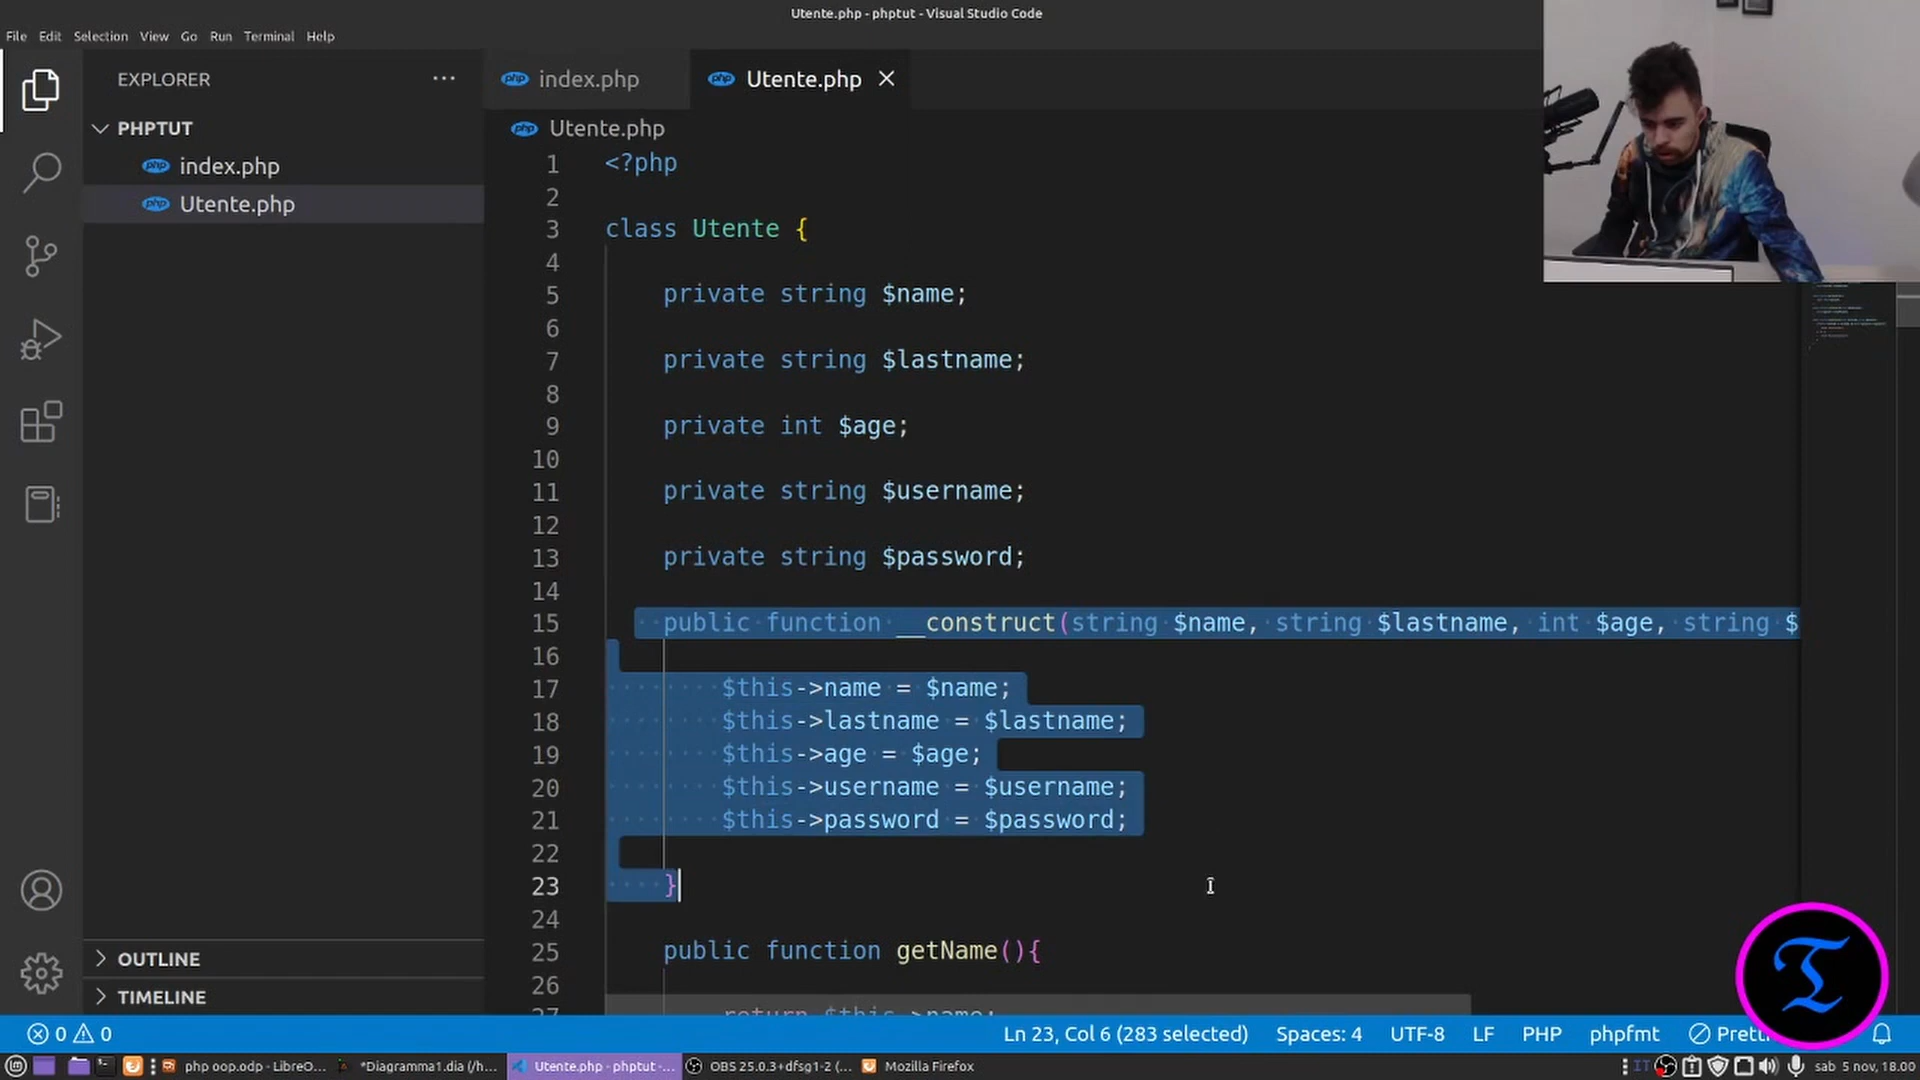 Utente.php - phptut - Visual Studio Code
File Edit Selection View Go Run Terminal Help
EXPLORER ...
PHPTUT
index.php
Utente.php
OUTLINE
TIMELINE
index.php
Utente.php
Utente.php
1 <?php
2
3 class Utente {
4
5 private string $name;
6
7 private string $lastname;
8
9 private int $age;
10
11 private string $username;
12
13 private string $password;
14
15 public function __construct(string $name, string $lastname, int $age, string $
16
17 $this->name = $name;
18 $this->lastname = $lastname;
19 $this->age = $age;
20 $this->username = $username;
21 $this->password = $password;
22
23 }
24
25 public function getName(){
26
27 return $this->name;
0 0 Ln 23, Col 6 (283 selected) Spaces: 4 UTF-8 LF PHP phpfmt
php oop.odp - LibreO... *Diagramma1.dia (/h... Utente.php - phptut -... OBS 25.0.3+dfsg1-2 (... Mozilla Firefox IT sab 5 nov, 18.00